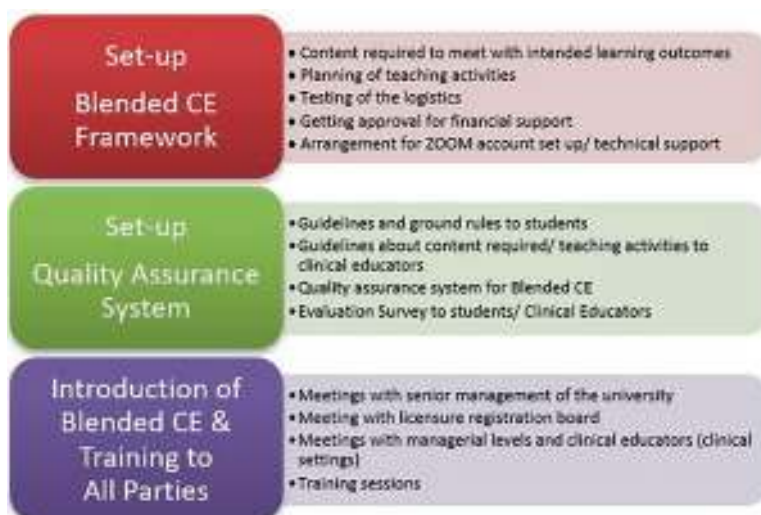 Set-up
Blended CE
Framework
• Content required to meet with intended learning outcomes
• Planning of teaching activities
• Testing of the logistics
• Getting approval for financial support
• Arrangement for ZOOM account set up/ technical support
Set-up
Quality Assurance
System
•Guidelines and ground rules to students
•Guidelines about content required/ teaching activities to
clinical educators
•Quality assurance system for Blended CE
•Evaluation Survey to students/ Clinical Educators
Introduction of
Blended CE &
Training to
All Parties
•Meetings with senior management of the university
•Meeting with licensure registration board
•Meetings with managerial levels and clinical educators (clinical
settings)
•Training sessions